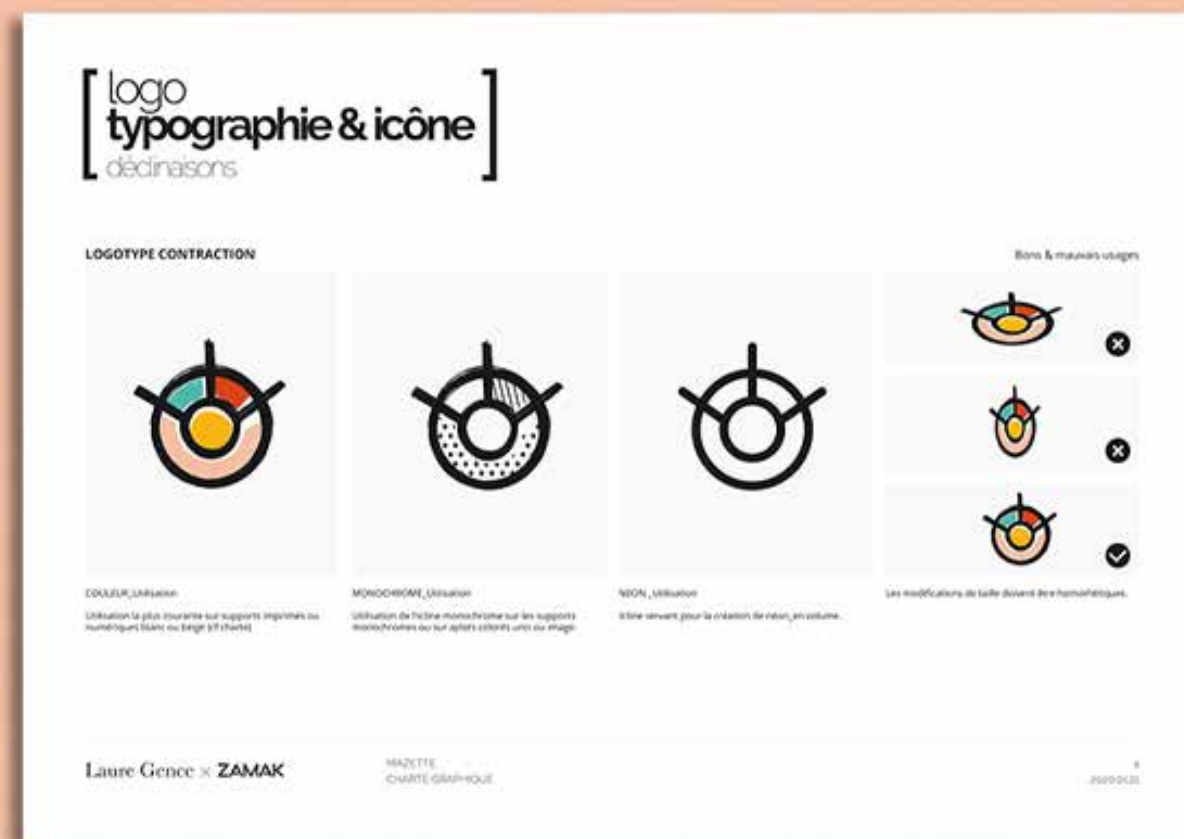 logo
typographie & icône
déclinaisons
LOGOTYPE CONTRACTION
Bons & mauvais usages
COULEUR_Utilisation
Utilisation la plus courante sur supports imprimés ou
numériques blanc ou beige (cf charte)
MONOCHROME_Utilisation
Utilisation de l'icône monochrome sur les supports
monochromes ou sur aplats colorés unis ou image.
NEON_Utilisation
Icône servant pour la création de néon, en volume.
Les modifications de taille doivent être homothétiques.
Laure Gence × ZAMAK
MAZETTE
CHARTE GRAPHIQUE